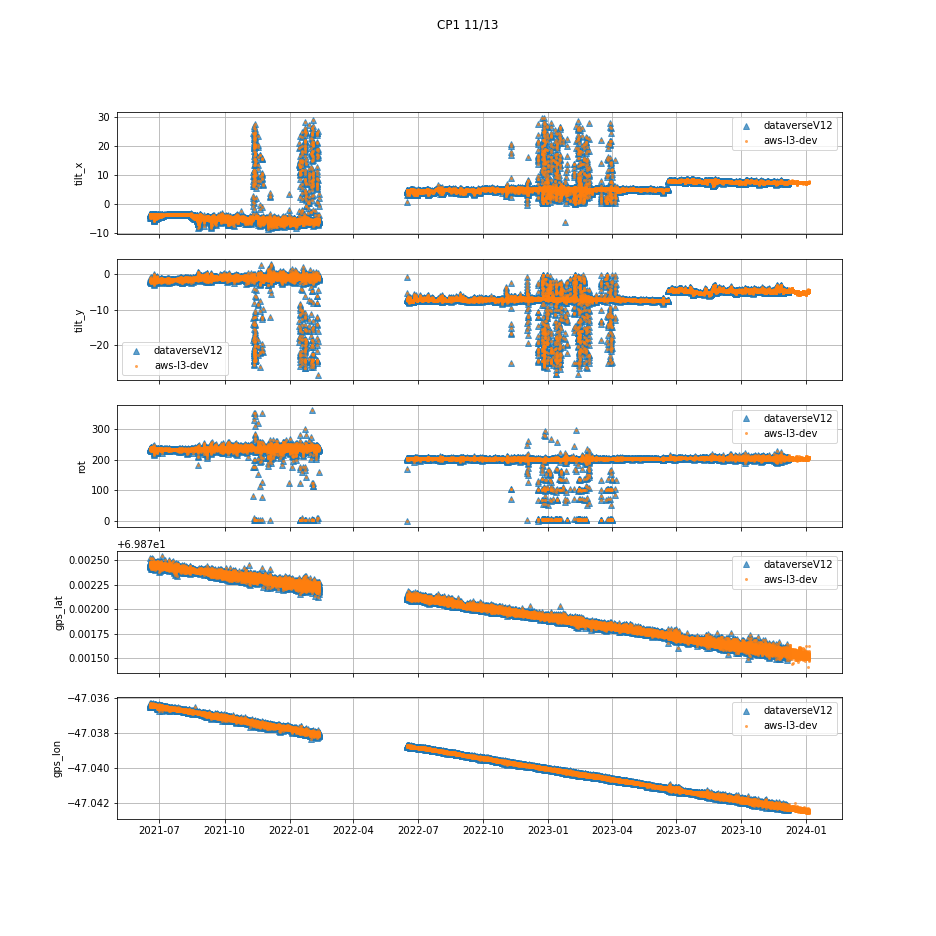 CP1 11/13
30
20
10
0
−10
tilt_x
dataverseV12
aws-l3-dev
0
−10
−20
tilt_y
dataverseV12
aws-l3-dev
300
200
100
0
rot
dataverseV12
aws-l3-dev
+6.987e1
0.00250
0.00225
0.00200
0.00175
0.00150
gps_lat
dataverseV12
aws-l3-dev
−47.036
−47.038
−47.040
−47.042
gps_lon
dataverseV12
aws-l3-dev
2021-07 2021-10 2022-01 2022-04 2022-07 2022-10 2023-01 2023-04 2023-07 2023-10 2024-01